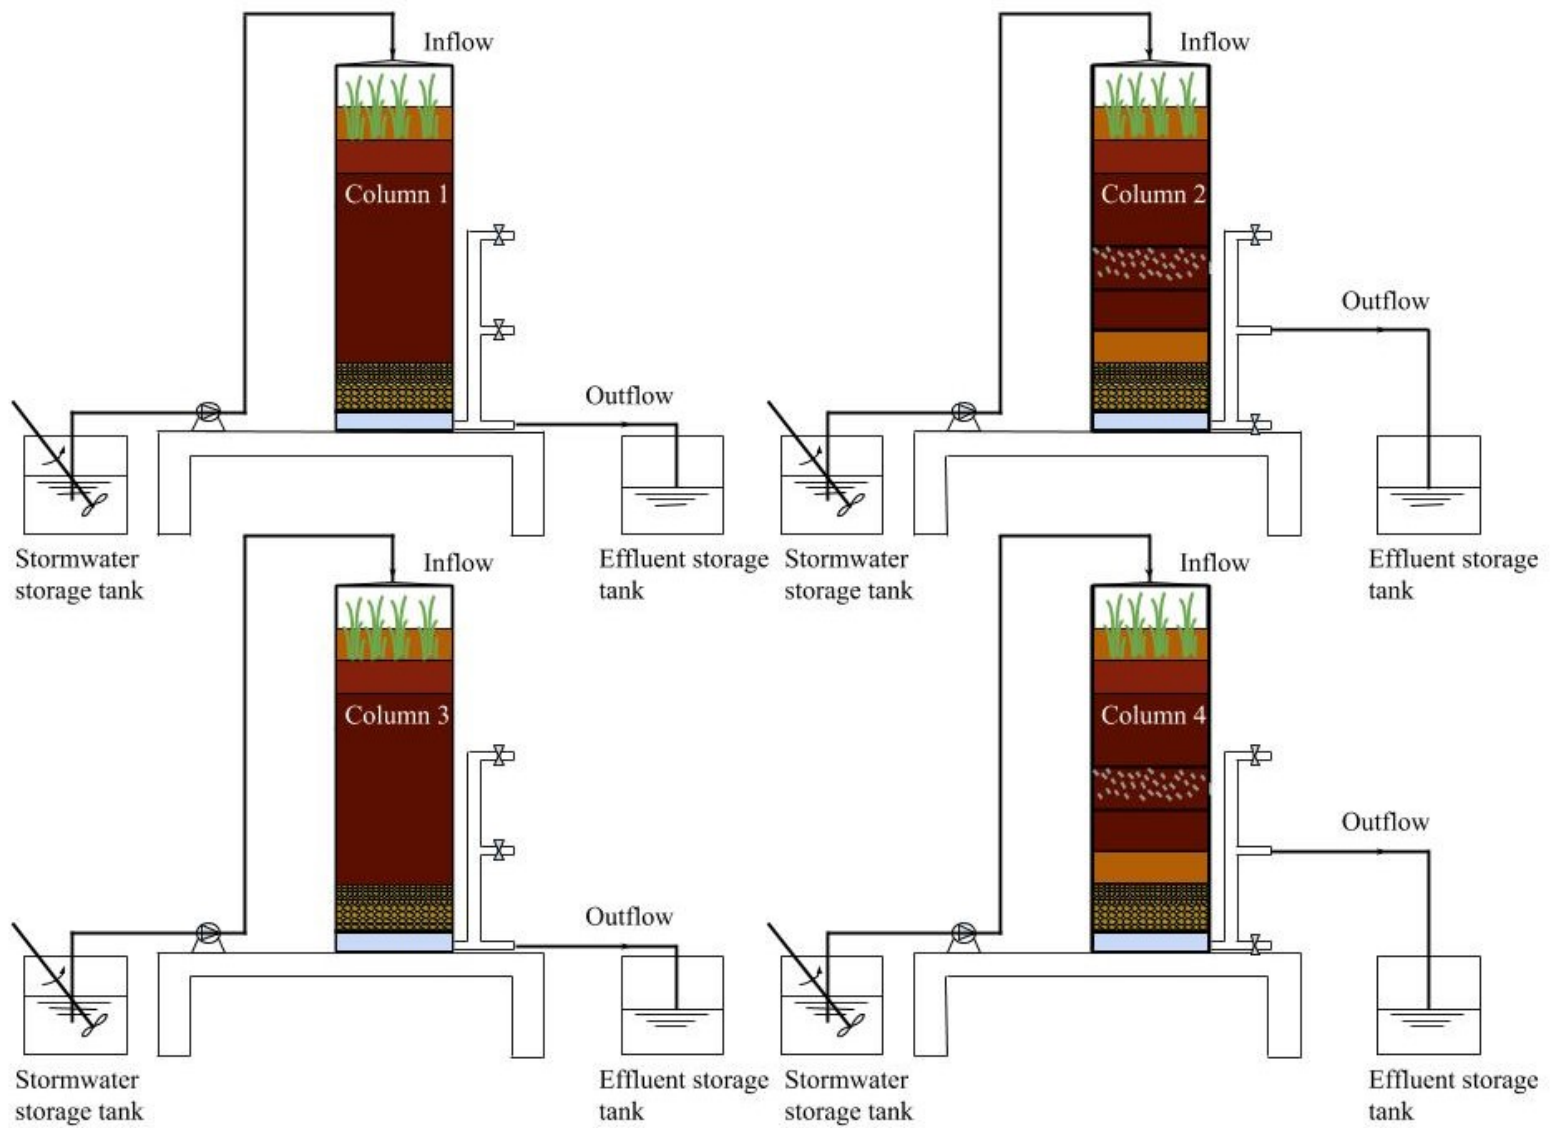 Inflow
Column 1
Outflow
Stormwater
storage tank
Effluent storage
tank
Inflow
Column 2
Outflow
Stormwater
storage tank
Effluent storage
tank
Inflow
Column 3
Outflow
Stormwater
storage tank
Effluent storage
tank
Inflow
Column 4
Outflow
Stormwater
storage tank
Effluent storage
tank